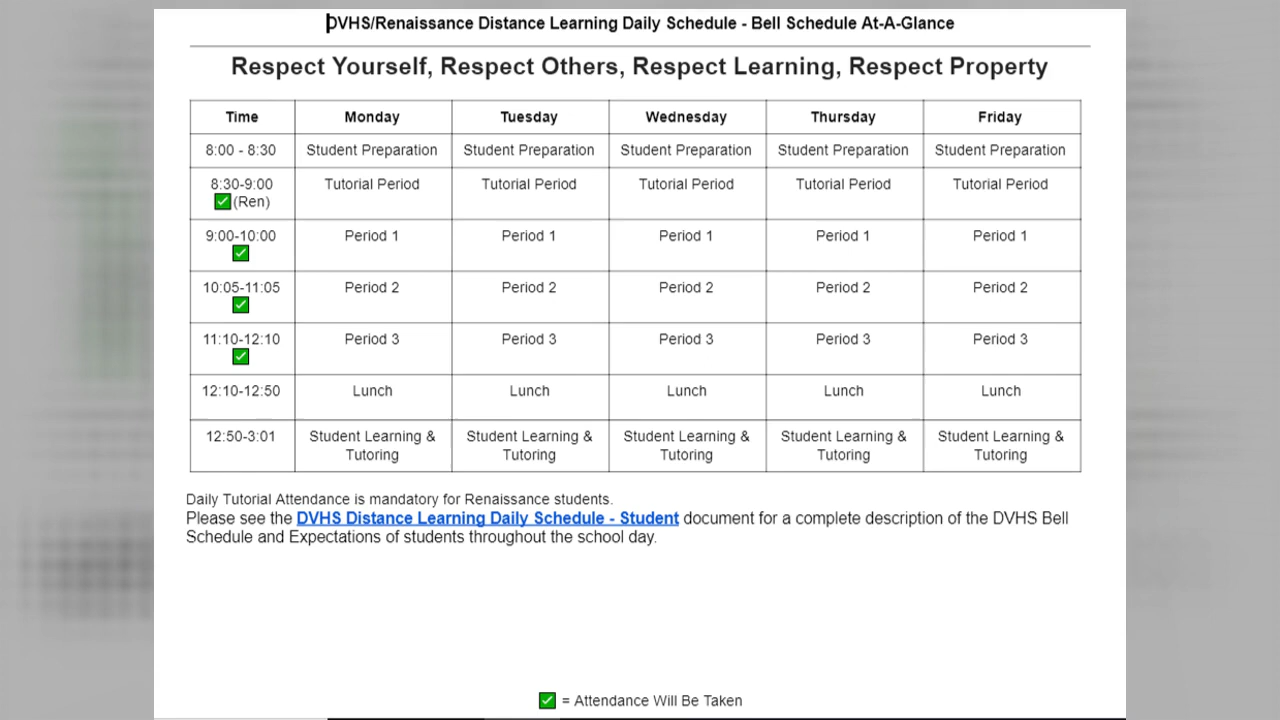 DVHS/Renaissance Distance Learning Daily Schedule - Bell Schedule At-A-Glance
Respect Yourself, Respect Others, Respect Learning, Respect Property
Time Monday Tuesday Wednesday Thursday Friday
8:00 - 8:30 Student Preparation Student Preparation Student Preparation Student Preparation Student Preparation
8:30-9:00 Tutorial Period Tutorial Period Tutorial Period Tutorial Period Tutorial Period
✅(Ren)
9:00-10:00 Period 1 Period 1 Period 1 Period 1 Period 1
✅
10:05-11:05 Period 2 Period 2 Period 2 Period 2 Period 2
✅
11:10-12:10 Period 3 Period 3 Period 3 Period 3 Period 3
✅
12:10-12:50 Lunch Lunch Lunch Lunch Lunch
12:50-3:01 Student Learning & Student Learning & Student Learning & Student Learning & Student Learning &
Tutoring Tutoring Tutoring Tutoring Tutoring
Daily Tutorial Attendance is mandatory for Renaissance students.
Please see the DVHS Distance Learning Daily Schedule - Student document for a complete description of the DVHS Bell
Schedule and Expectations of students throughout the school day.
✅ = Attendance Will Be Taken